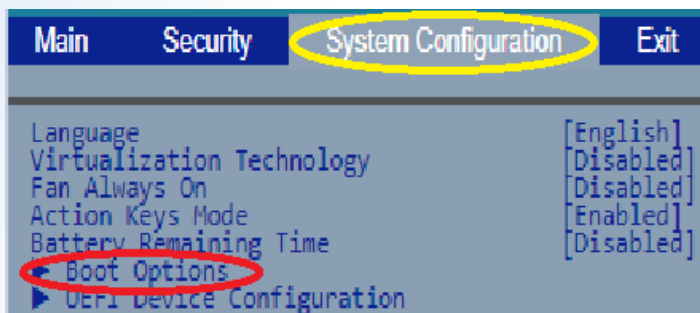 Main Security System Configuration Exit
Language [English]
Virtualization Technology [Disabled]
Fan Always On [Disabled]
Action Keys Mode [Enabled]
Battery Remaining Time [Disabled]
Boot Options
UEFI Device Configuration